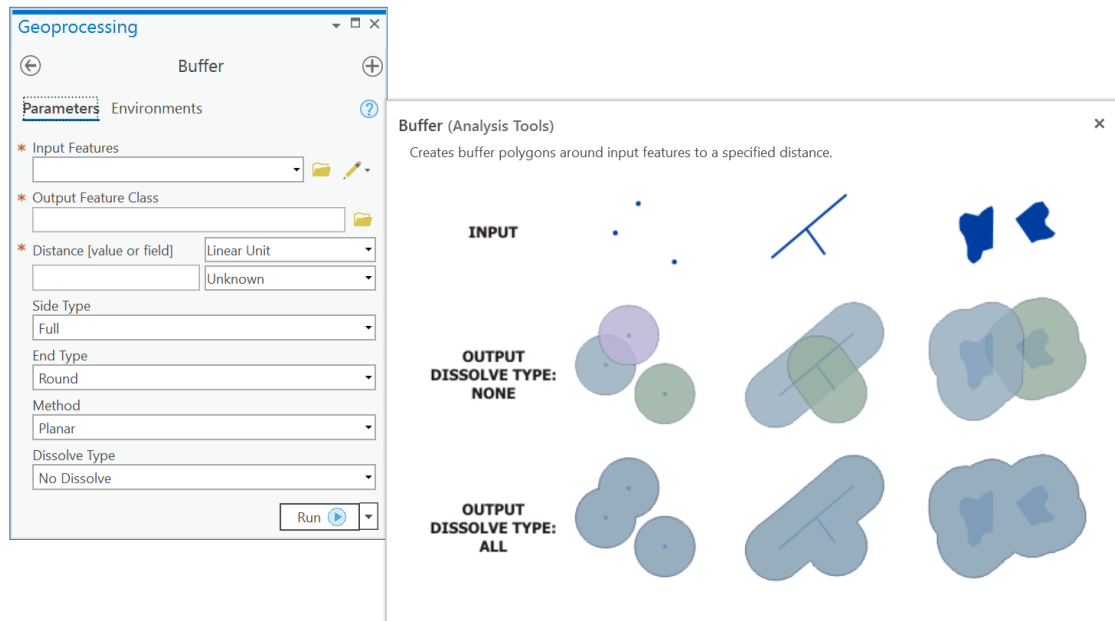 Geoprocessing
Buffer
Parameters Environments
* Input Features
* Output Feature Class
* Distance [value or field] Linear Unit
Unknown
Side Type
Full
End Type
Round
Method
Planar
Dissolve Type
No Dissolve
Run
Buffer (Analysis Tools)
Creates buffer polygons around input features to a specified distance.
INPUT
OUTPUT
DISSOLVE TYPE:
NONE
OUTPUT
DISSOLVE TYPE:
ALL